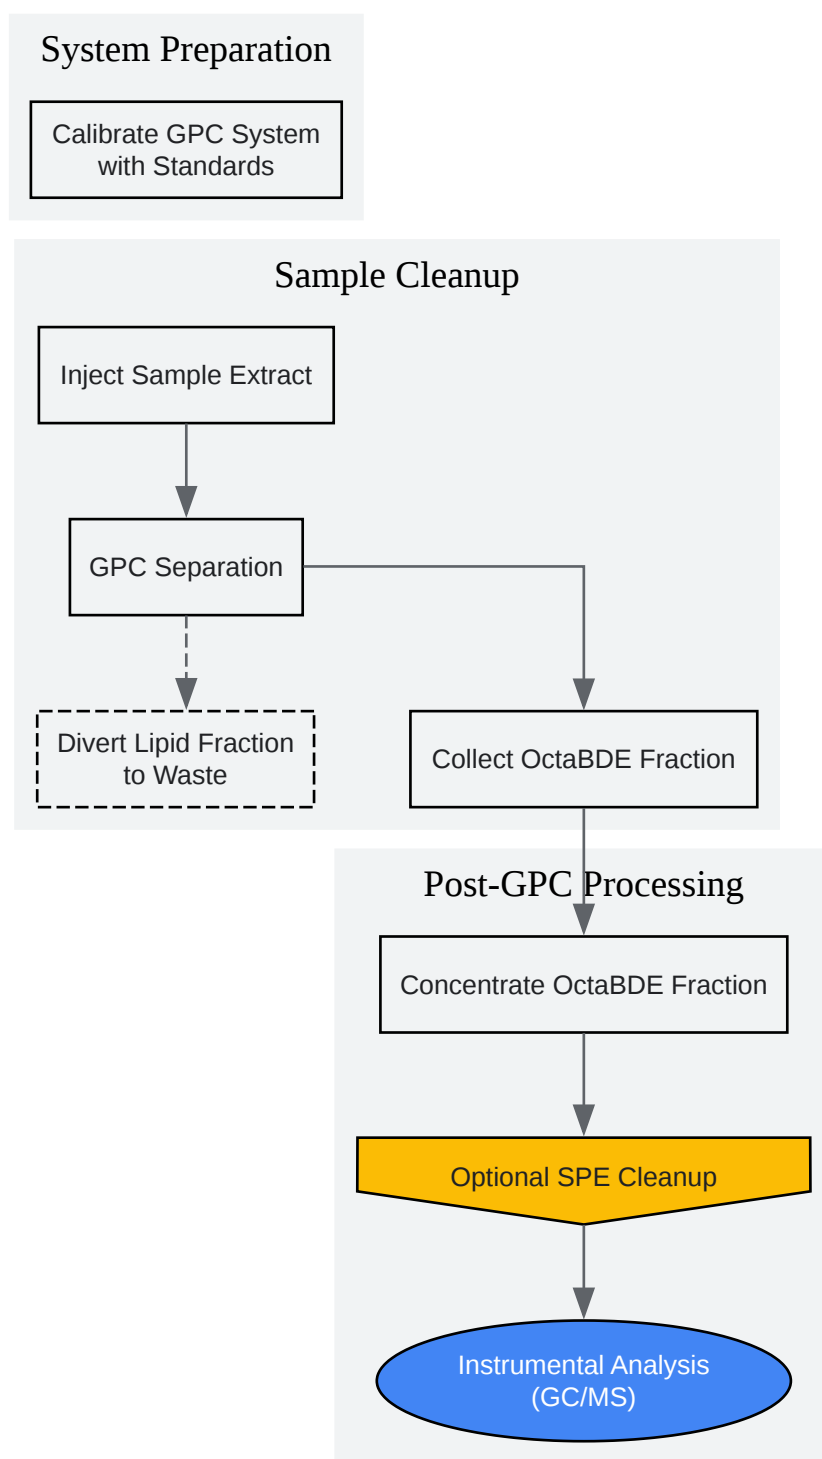 System Preparation
Calibrate GPC System
with Standards
Sample Cleanup
Inject Sample Extract
GPC Separation
Divert Lipid Fraction
to Waste
Collect OctaBDE Fraction
Post-GPC Processing
Concentrate OctaBDE Fraction
Optional SPE Cleanup
Instrumental Analysis
(GC/MS)